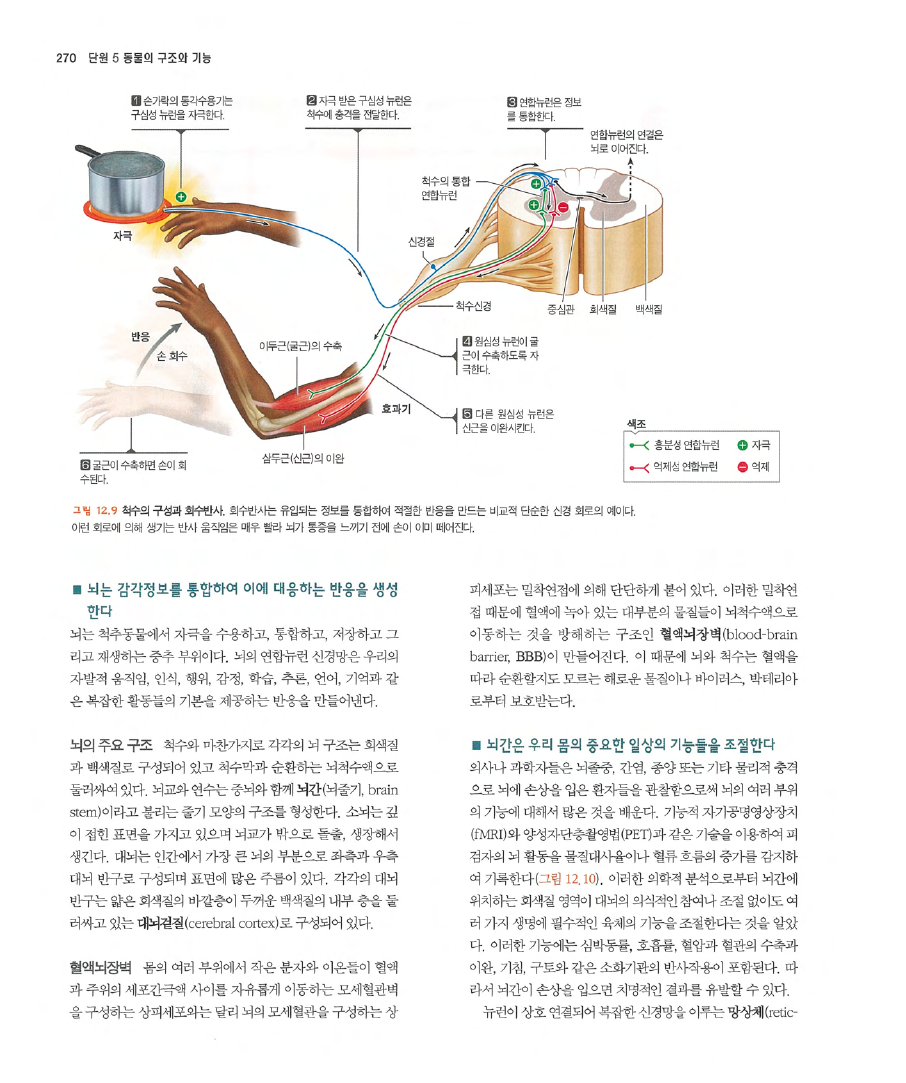 270 단원 5 동물의 구조와 기능
1 손가락의 통각수용기는
구심성 뉴런을 자극한다.
2 자극 받은 구심성 뉴런은
척수에 충격을 전달한다.
3 연합뉴런은 정보
를 통합한다.
연합뉴런의 연결은
뇌로 이어진다.
척수의 통합
연합뉴런
자극
신경절
척수신경
중심관
회색질
백색질
반응
손 회수
이두근(굴근)의 수축
4 원심성 뉴런이 굴
근이 수축하도록 자
극한다.
효과기
5 다른 원심성 뉴런은
신근을 이완시킨다.
삼두근(신근)의 이완
6 굴근이 수축하면 손이 회
수된다.
색조
흥분성 연합뉴런 + 자극
억제성 연합뉴런 − 억제
그림 12.9 척수의 구성과 회수반사. 회수반사는 유입되는 정보를 통합하여 적절한 반응을 만드는 비교적 단순한 신경 회로의 예이다.
이런 회로에 의해 생기는 반사 움직임은 매우 빨라 뇌가 통증을 느끼기 전에 손이 이미 떼어진다.
■ 뇌는 감각정보를 통합하여 이에 대응하는 반응을 생성
한다
뇌는 척추동물에서 자극을 수용하고, 통합하고, 저장하고 그
리고 재생하는 중추 부위이다. 뇌의 연합뉴런 신경망은 우리의
자발적 움직임, 인식, 행위, 감정, 학습, 추론, 언어, 기억과 같
은 복잡한 활동들의 기본을 제공하는 반응을 만들어낸다.
뇌의 주요 구조 척수와 마찬가지로 각각의 뇌 구조는 회색질
과 백색질로 구성되어 있고 척수막과 순환하는 뇌척수액으로
둘러싸여 있다. 뇌교와 연수는 중뇌와 함께 뇌간(뇌줄기, brain
stem)이라고 불리는 줄기 모양의 구조를 형성한다. 소뇌는 깊
이 접힌 표면을 가지고 있으며 뇌교가 밖으로 돌출, 생장해서
생긴다. 대뇌는 인간에서 가장 큰 뇌의 부분으로 좌측과 우측
대뇌 반구로 구성되며 표면에 많은 주름이 있다. 각각의 대뇌
반구는 얇은 회색질의 바깥층이 두꺼운 백색질의 내부 층을 둘
러싸고 있는 대뇌겉질(cerebral cortex)로 구성되어 있다.
혈액뇌장벽 몸의 여러 부위에서 작은 분자와 이온들이 혈액
과 주위의 세포간극액 사이를 자유롭게 이동하는 모세혈관벽
을 구성하는 상피세포와는 달리 뇌의 모세혈관을 구성하는 상
피세포는 밀착연접에 의해 단단하게 붙어 있다. 이러한 밀착연
접 때문에 혈액에 녹아 있는 대부분의 물질들이 뇌척수액으로
이동하는 것을 방해하는 구조인 혈액뇌장벽(blood-brain
barrier, BBB)이 만들어진다. 이 때문에 뇌와 척수는 혈액을
따라 순환할지도 모르는 해로운 물질이나 바이러스, 박테리아
로부터 보호받는다.
■ 뇌간은 우리 몸의 중요한 일상의 기능들을 조절한다
의사나 과학자들은 뇌졸중, 간염, 종양 또는 기타 물리적 충격
으로 뇌에 손상을 입은 환자들을 관찰함으로써 뇌의 여러 부위
의 기능에 대해서 많은 것을 배운다. 기능적 자기공명영상장치
(fMRI)와 양성자단층촬영법(PET)과 같은 기술을 이용하여 피
검자의 뇌 활동을 물질대사율이나 혈류 흐름의 증가를 감지하
여 기록한다(그림 12.10). 이러한 의학적 분석으로부터 뇌간에
위치하는 회색질 영역이 대뇌의 의식적인 참여나 조절 없이도 여
러 가지 생명에 필수적인 육체의 기능을 조절한다는 것을 알았
다. 이러한 기능에는 심박동률, 호흡률, 혈압과 혈관의 수축과
이완, 기침, 구토와 같은 소화기관의 반사작용이 포함된다. 따
라서 뇌간이 손상을 입으면 치명적인 결과를 유발할 수 있다.
뉴런이 상호 연결되어 복잡한 신경망을 이루는 망상체(retic-